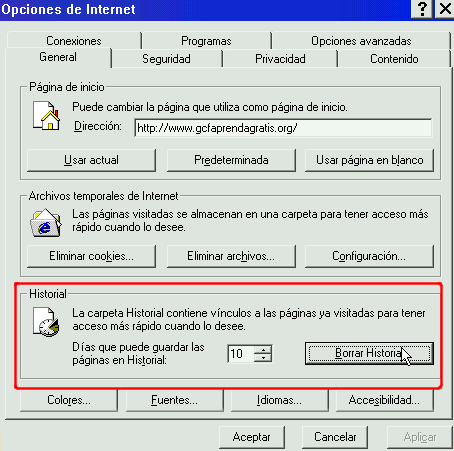 Opciones de Internet
Conexiones Programas Opciones avanzadas
General Seguridad Privacidad Contenido
Página de inicio
Puede cambiar la página que utiliza como página de inicio.
Dirección: http://www.gcfaprendagratis.org/
Usar actual Predeterminada Usar página en blanco
Archivos temporales de Internet
Las páginas visitadas se almacenan en una carpeta para tener acceso más
rápido cuando lo desee.
Eliminar cookies... Eliminar archivos... Configuración...
Historial
La carpeta Historial contiene vínculos a las páginas ya visitadas para tener
acceso más rápido cuando lo desee.
Días que puede guardar las
páginas en Historial: 10 Borrar Historial
Colores... Fuentes... Idiomas... Accesibilidad...
Aceptar Cancelar Aplicar